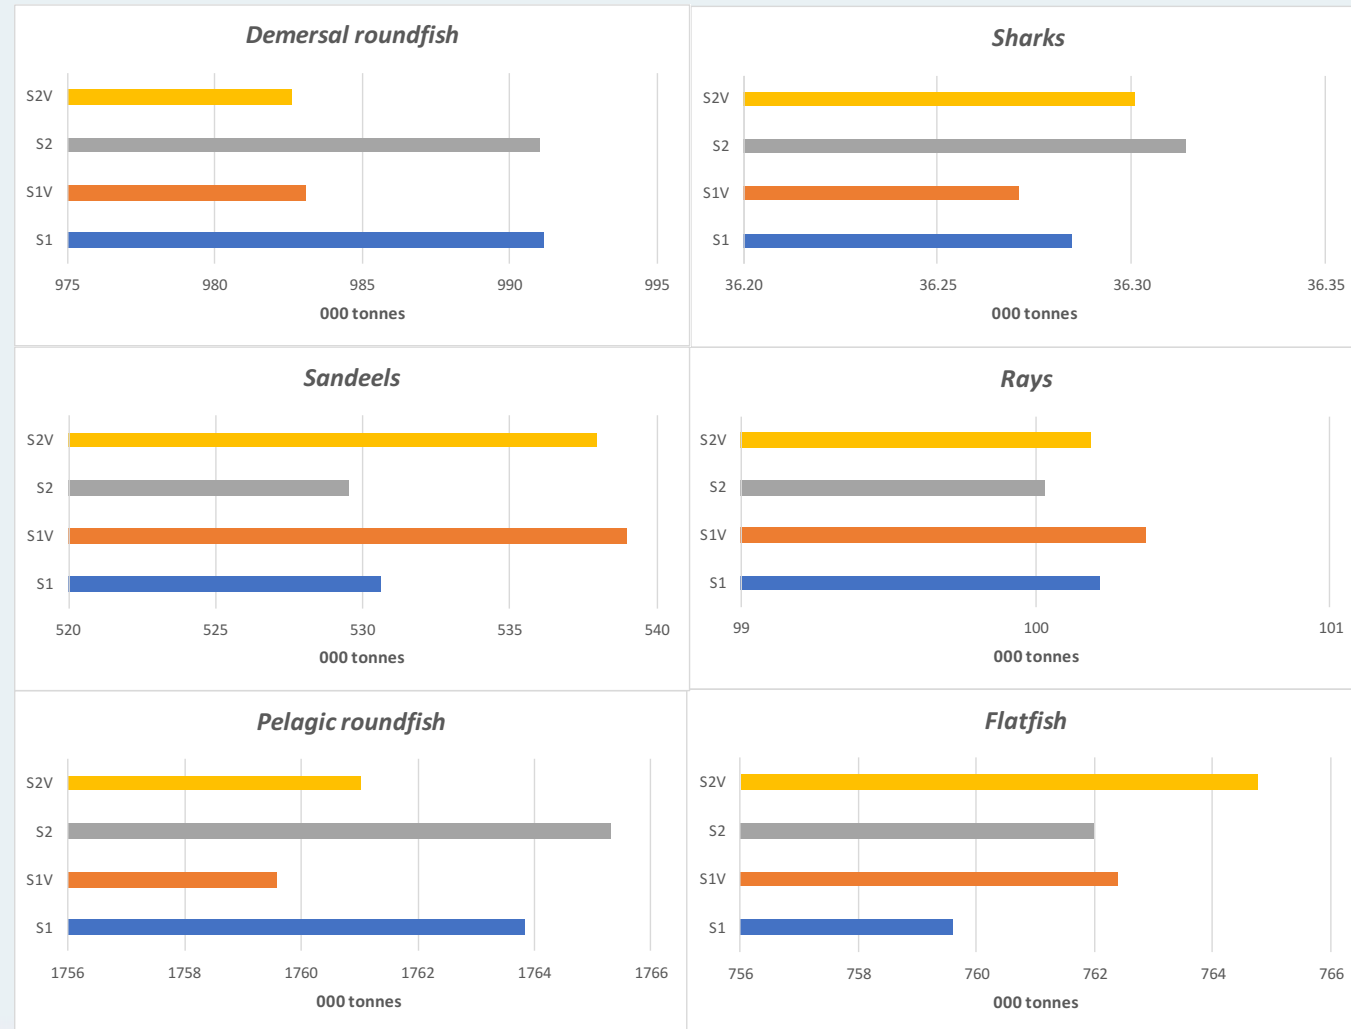 Demersal roundfish
S2V
S2
S1V
S1
975 980 985 990 995
000 tonnes
Sharks
S2V
S2
S1V
S1
36.20 36.25 36.30 36.35
000 tonnes
Sandeels
S2V
S2
S1V
S1
520 525 530 535 540
000 tonnes
Rays
S2V
S2
S1V
S1
99 100 101
000 tonnes
Pelagic roundfish
S2V
S2
S1V
S1
1756 1758 1760 1762 1764 1766
000 tonnes
Flatfish
S2V
S2
S1V
S1
756 758 760 762 764 766
000 tonnes